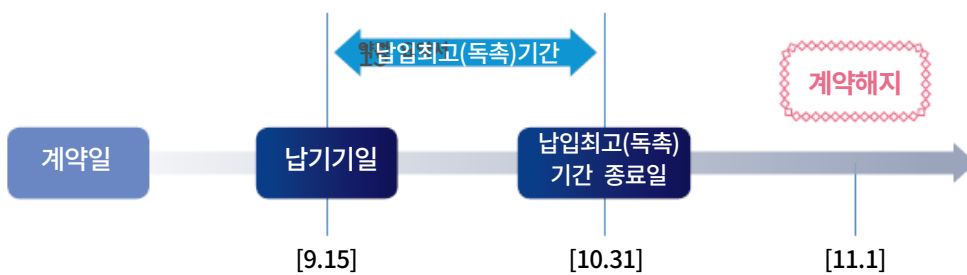 납입최고(독촉)기간
계약해지
계약일
납기기일
납입최고(독촉)
기간 종료일
[9.15]
[10.31]
[11.1]